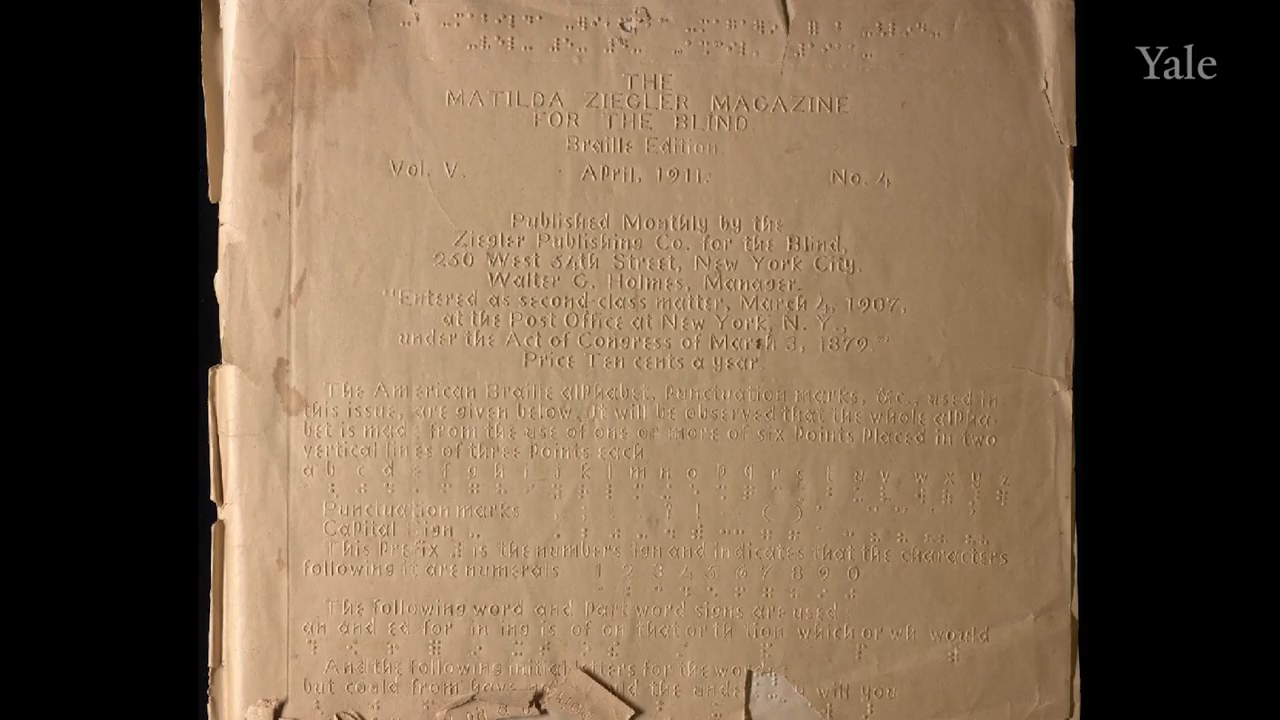 Yale
THE
MATILDA ZIEGLER MAGAZINE
FOR THE BLIND
Braille Edition.
Vol. V. April, 1911. No. 4
Published Monthly by the
Ziegler Publishing Co. for the Blind,
250 West 54th Street, New York City.
Walter G. Holmes, Manager.
"Entered as second-class matter, March 4, 1907,
at the Post Office at New York, N. Y.,
under the Act of Congress of March 3, 1879."
Price Ten cents a year.
The American Braille alphabet, punctuation marks, &c., used in
this issue, are given below. It will be observed that the whole alpha-
bet is made from the use of one or more of six points placed in two
vertical lines of three points each.
a b c d e f g h i j k l m n o p q r s t u v w x y z
Punctuation marks , ; : . ? ! ( )
Capital sign
This prefix is the number sign and indicates that the characters
following it are numerals 1 2 3 4 5 6 7 8 9 0
The following word and part word signs are used
an and ed for in ing is of on that or th tion which or wh would
And the following initial letters for the words
but could from have the you will you